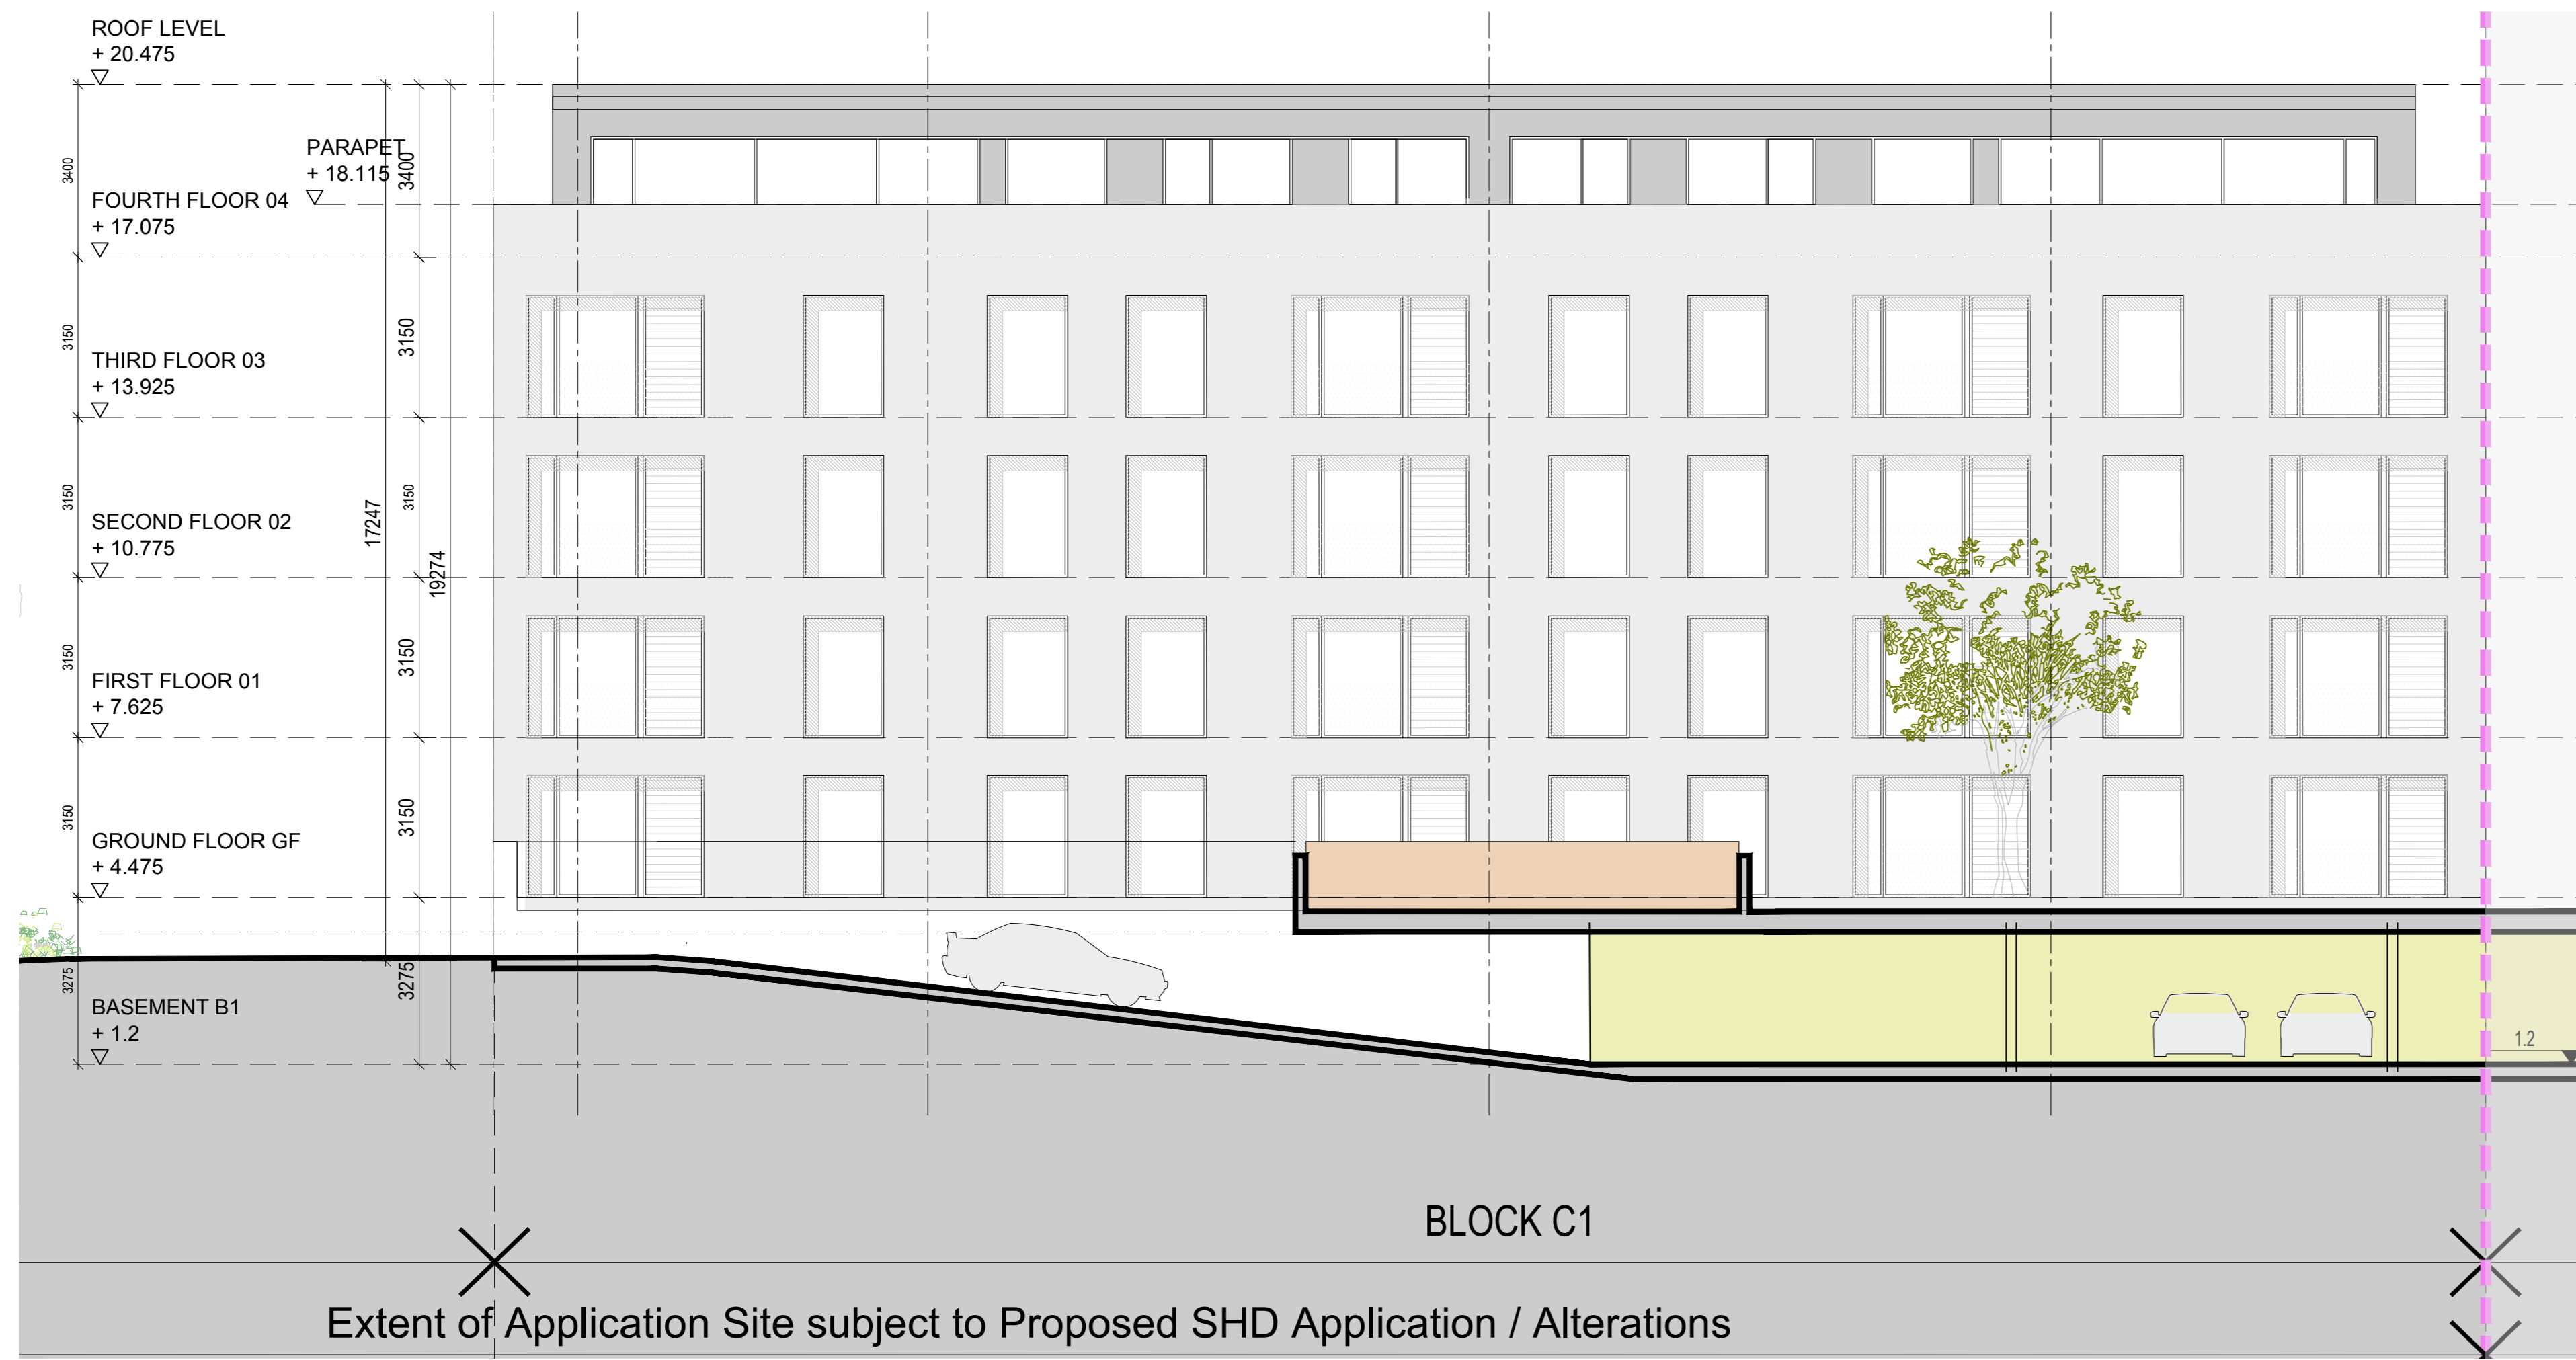 ROOF LEVEL
+ 20.475
PARAPET
+ 18.115
3400
3400
FOURTH FLOOR 04
+ 17.075
3150
3150
THIRD FLOOR 03
+ 13.925
3150
3150
SECOND FLOOR 02
+ 10.775
17247
19274
3150
3150
FIRST FLOOR 01
+ 7.625
3150
3150
GROUND FLOOR GF
+ 4.475
3275
3275
BASEMENT B1
+ 1.2
1.2
BLOCK C1
Extent of Application Site subject to Proposed SHD Application / Alterations